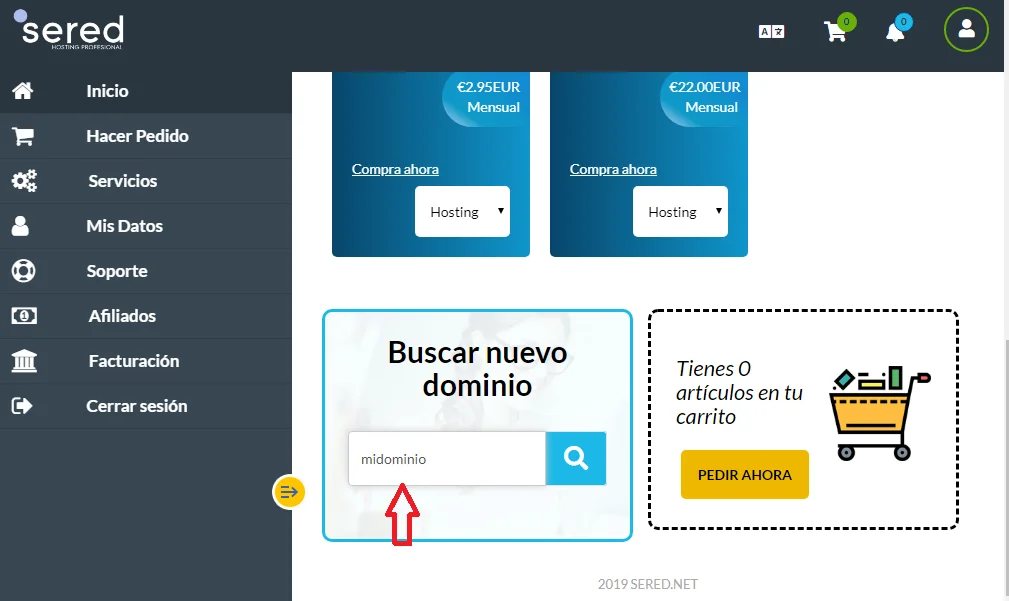 sered
HOSTING PROFESIONAL
0
0
Inicio
Hacer Pedido
Servicios
Mis Datos
Soporte
Afiliados
Facturación
Cerrar sesión
€2.95EUR
Mensual
Compra ahora
Hosting
€22.00EUR
Mensual
Compra ahora
Hosting
Buscar nuevo
dominio
midominio
Tienes 0
artículos en tu
carrito
PEDIR AHORA
2019 SERED.NET